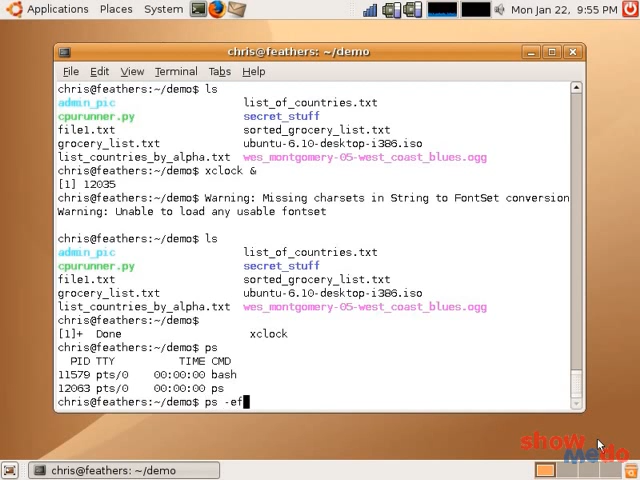 Applications Places System
Mon Jan 22, 9:55 PM
chris@feathers: ~/demo
File Edit View Terminal Tabs Help
chris@feathers:~/demo$ ls
admin_pic list_of_countries.txt
cpurunner.py secret_stuff
file1.txt sorted_grocery_list.txt
grocery_list.txt ubuntu-6.10-desktop-i386.iso
list_countries_by_alpha.txt wes_montgomery-05-west_coast_blues.ogg
chris@feathers:~/demo$ xclock &
[1] 12035
chris@feathers:~/demo$ Warning: Missing charsets in String to FontSet conversion
Warning: Unable to load any usable fontset
chris@feathers:~/demo$ ls
admin_pic list_of_countries.txt
cpurunner.py secret_stuff
file1.txt sorted_grocery_list.txt
grocery_list.txt ubuntu-6.10-desktop-i386.iso
list_countries_by_alpha.txt wes_montgomery-05-west_coast_blues.ogg
chris@feathers:~/demo$
[1]+ Done xclock
chris@feathers:~/demo$ ps
PID TTY TIME CMD
11579 pts/0 00:00:00 bash
12063 pts/0 00:00:00 ps
chris@feathers:~/demo$ ps -ef
show
me do
chris@feathers: ~/demo